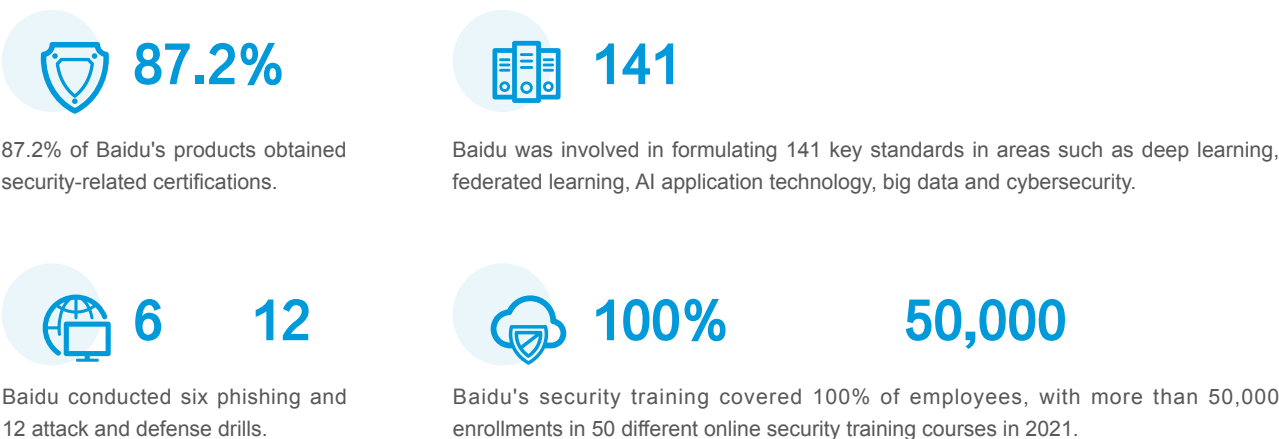 87.2%
87.2% of Baidu's products obtained
security-related certifications.
141
Baidu was involved in formulating 141 key standards in areas such as deep learning,
federated learning, AI application technology, big data and cybersecurity.
6 12
Baidu conducted six phishing and
12 attack and defense drills.
100% 50,000
Baidu's security training covered 100% of employees, with more than 50,000
enrollments in 50 different online security training courses in 2021.